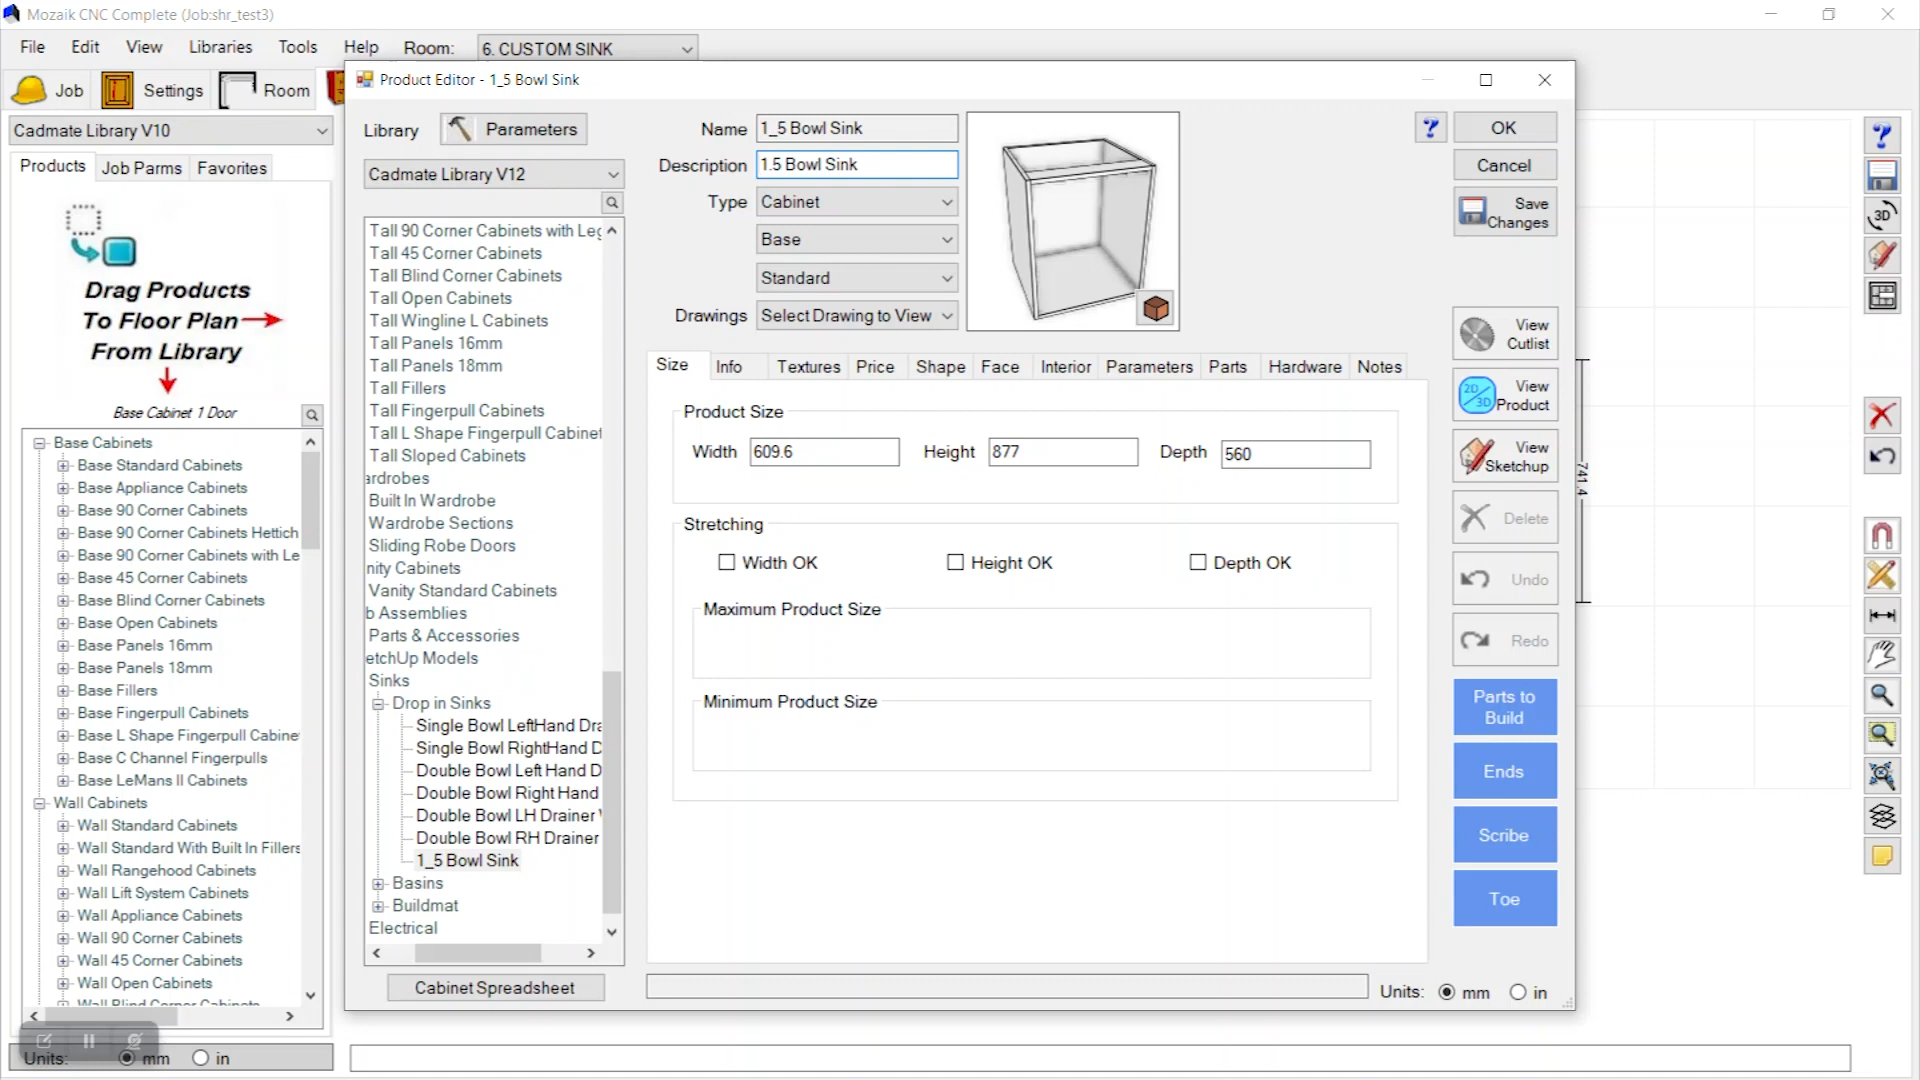 Mozaik CNC Complete (Job:shr_test3)
File Edit View Libraries Tools Help Room: 6. CUSTOM SINK
Job Settings Room
Cadmate Library V10
Products Job Parms Favorites
Drag Products
To Floor Plan
From Library
Base Cabinet 1 Door
Base Cabinets
Base Standard Cabinets
Base Appliance Cabinets
Base 90 Corner Cabinets
Base 90 Corner Cabinets Hettich
Base 90 Corner Cabinets with Le
Base 45 Corner Cabinets
Base Blind Corner Cabinets
Base Open Cabinets
Base Panels 16mm
Base Panels 18mm
Base Fillers
Base Fingerpull Cabinets
Base L Shape Fingerpull Cabine
Base C Channel Fingerpulls
Base LeMans II Cabinets
Wall Cabinets
Wall Standard Cabinets
Wall Standard With Built In Fillers
Wall Rangehood Cabinets
Wall Lift System Cabinets
Wall Appliance Cabinets
Wall 90 Corner Cabinets
Wall 45 Corner Cabinets
Wall Open Cabinets
Wall Blind Corner Cabinets
Units: mm in
Product Editor - 1_5 Bowl Sink
Library Parameters
Cadmate Library V12
Tall 90 Corner Cabinets with Leg
Tall 45 Corner Cabinets
Tall Blind Corner Cabinets
Tall Open Cabinets
Tall Wingline L Cabinets
Tall Panels 16mm
Tall Panels 18mm
Tall Fillers
Tall Fingerpull Cabinets
Tall L Shape Fingerpull Cabinet
Tall Sloped Cabinets
ardrobes
Built In Wardrobe
Wardrobe Sections
Sliding Robe Doors
nity Cabinets
Vanity Standard Cabinets
b Assemblies
Parts & Accessories
etchUp Models
Sinks
Drop in Sinks
Single Bowl LeftHand Dra
Single Bowl RightHand D
Double Bowl Left Hand D
Double Bowl Right Hand
Double Bowl LH Drainer
Double Bowl RH Drainer
1_5 Bowl Sink
Basins
Buildmat
Electrical
Cabinet Spreadsheet
Name 1_5 Bowl Sink
Description 1.5 Bowl Sink
Type Cabinet
Base
Standard
Drawings Select Drawing to View
Size Info Textures Price Shape Face Interior Parameters Parts Hardware Notes
Product Size
Width 609.6 Height 877 Depth 560
Stretching
Width OK Height OK Depth OK
Maximum Product Size
Minimum Product Size
Units: mm in
?
OK
Cancel
Save
Changes
View
Cutlist
2D/3D
View
Product
View
Sketchup
Delete
Undo
Redo
Parts to
Build
Ends
Scribe
Toe
741.4
?
3D